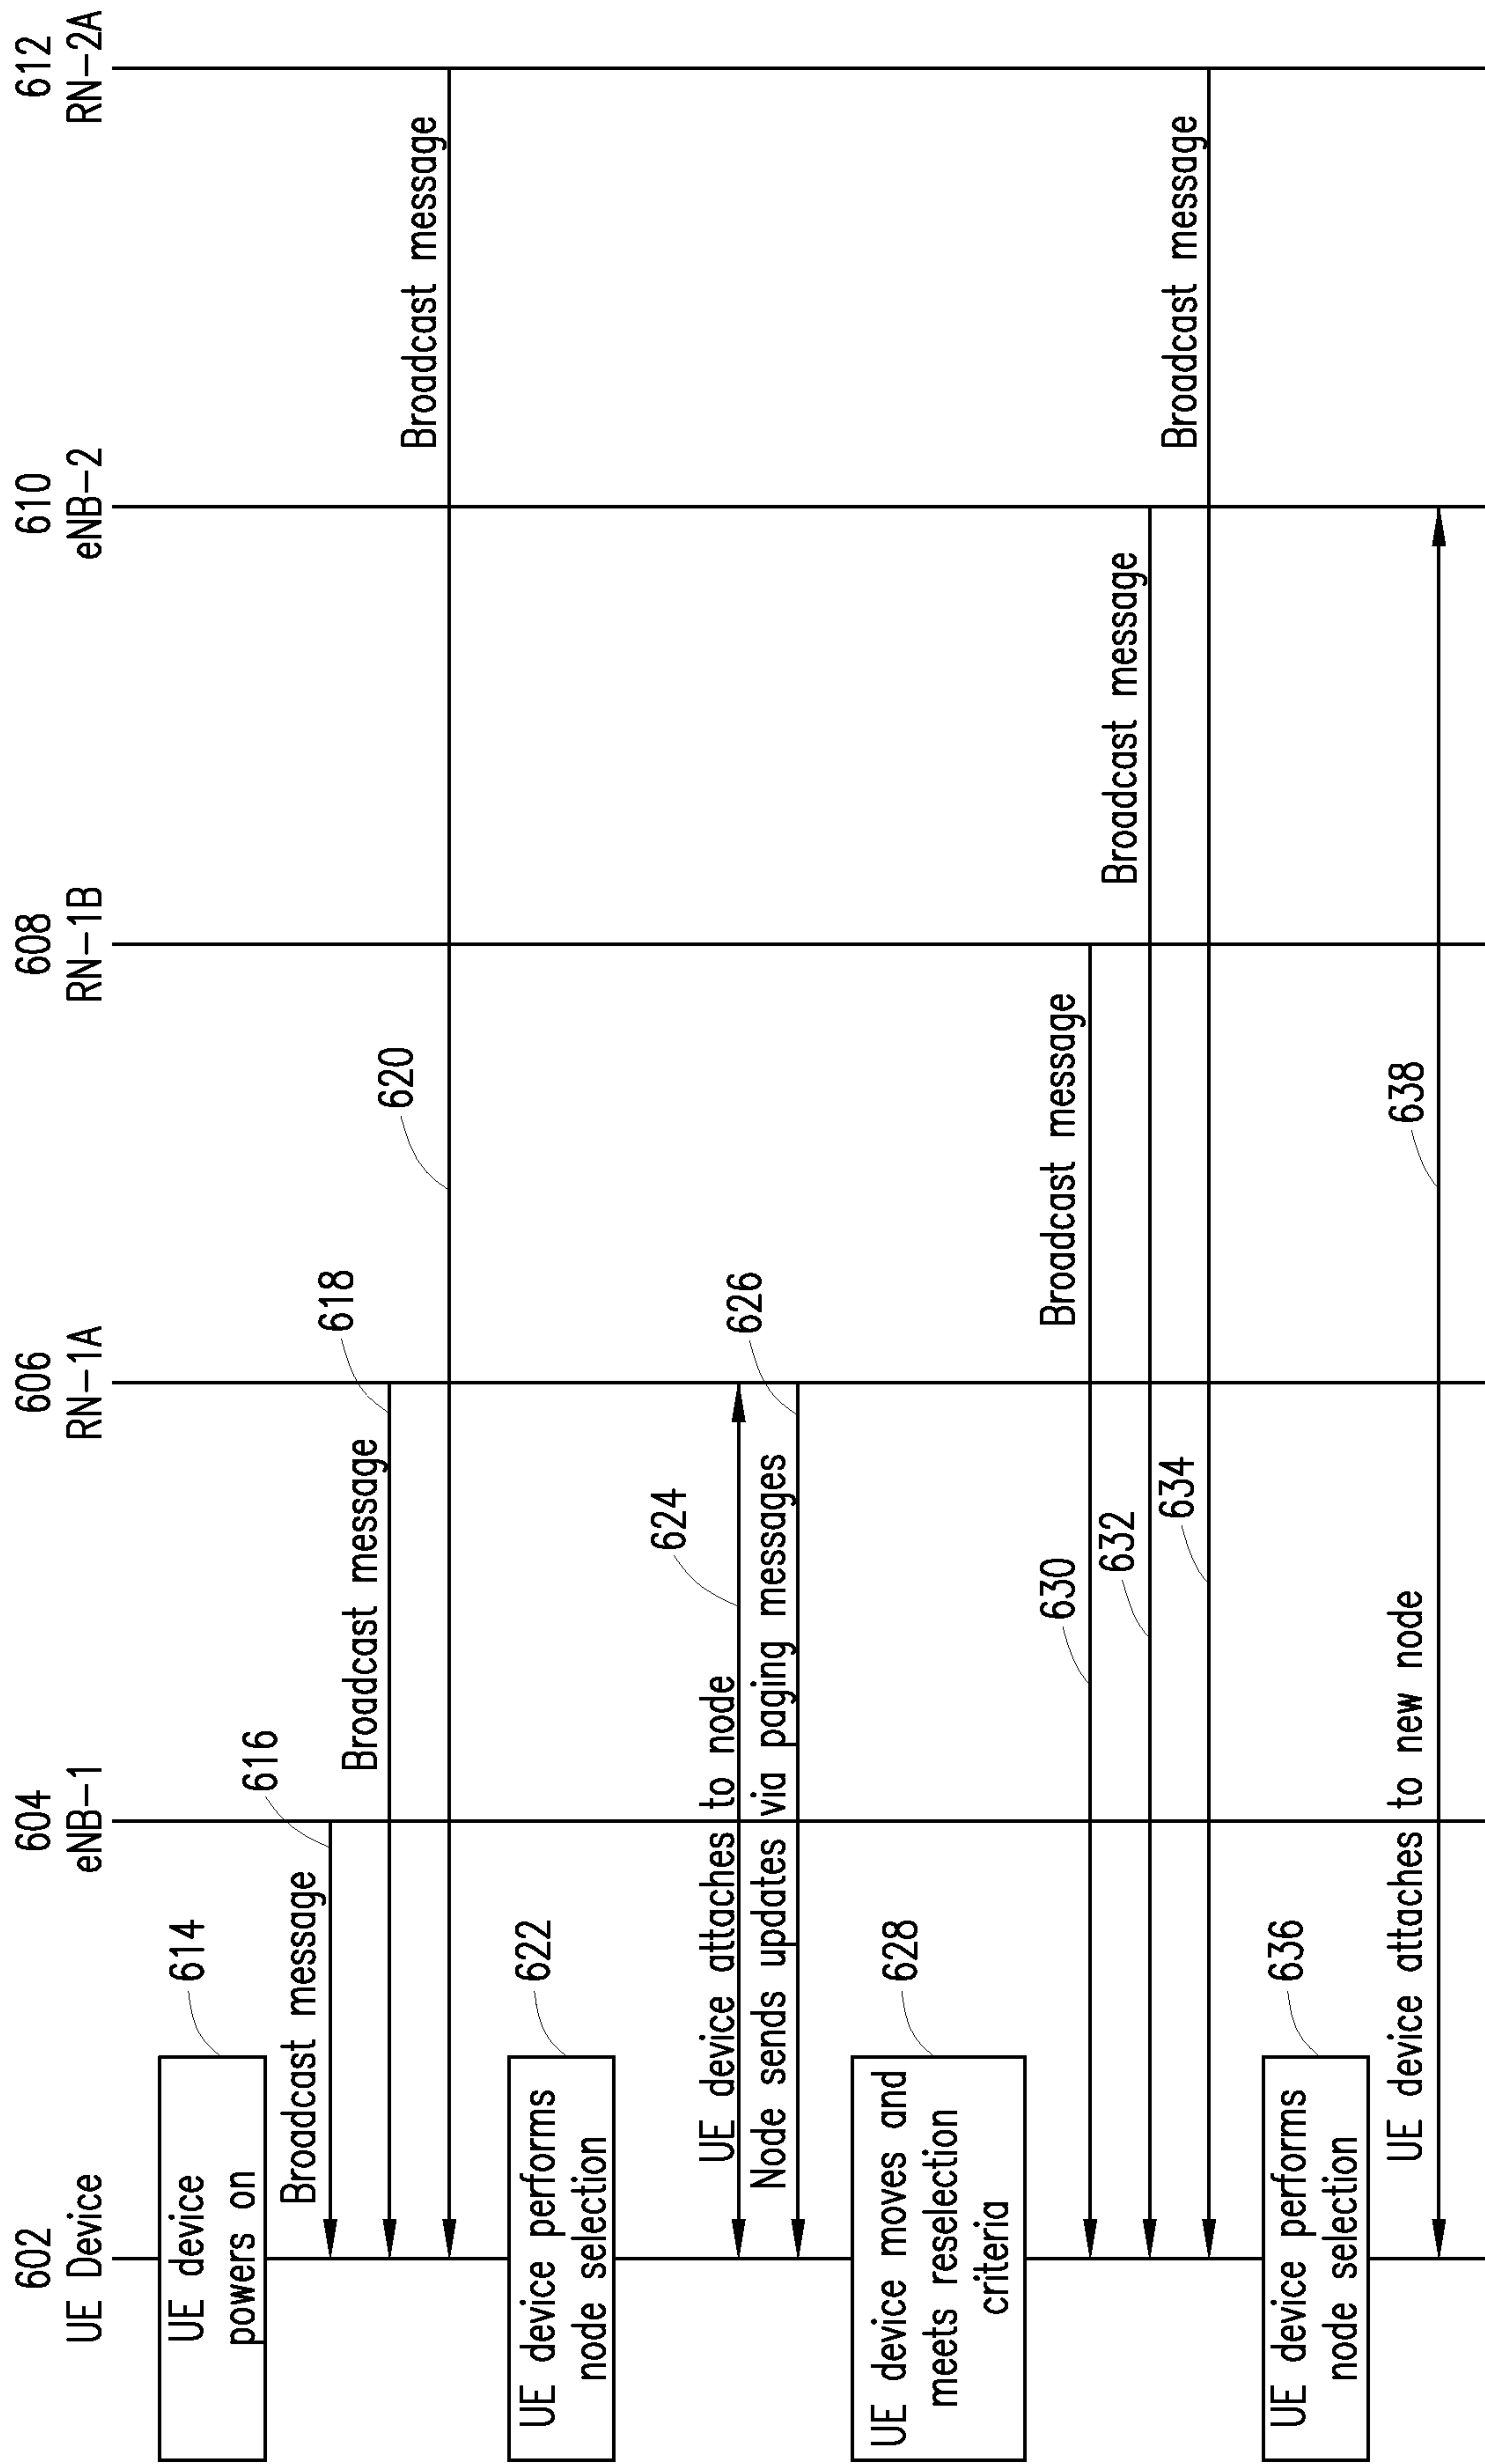 602
UE Device
604
eNB-1
606
RN-1A
608
RN-1B
610
eNB-2
612
RN-2A
UE device
powers on
614
Broadcast message
616
Broadcast message
618
Broadcast message
620
UE device performs
node selection
622
UE device attaches to node
624
Node sends updates via paging messages
626
UE device moves and
meets reselection
criteria
628
Broadcast message
630
Broadcast message
632
Broadcast message
634
UE device performs
node selection
636
UE device attaches to new node
638